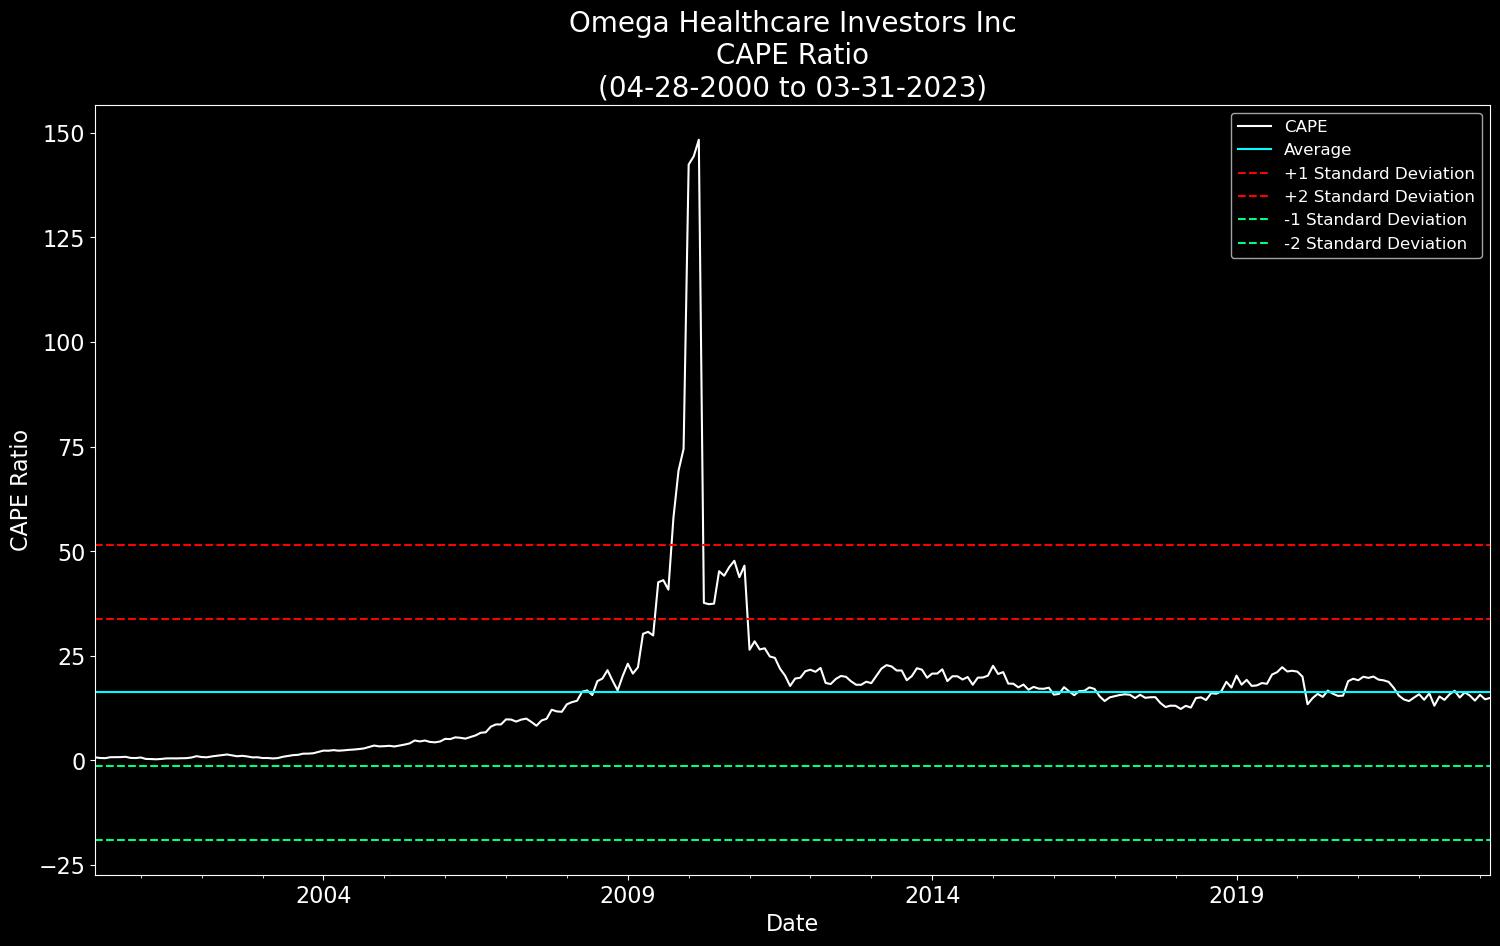 Omega Healthcare Investors Inc
CAPE Ratio
(04-28-2000 to 03-31-2023)
CAPE
Average
+1 Standard Deviation
+2 Standard Deviation
-1 Standard Deviation
-2 Standard Deviation
150
125
100
75
50
25
0
−25
CAPE Ratio
2004
2009
2014
2019
Date